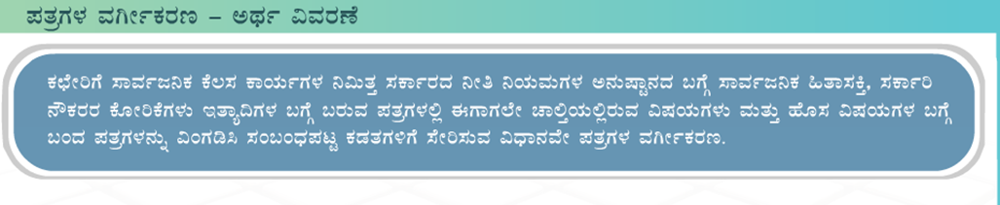 ಪತ್ರಗಳ ವರ್ಗೀಕರಣ – ಅರ್ಥ ವಿವರಣೆ
ಕಛೇರಿಗೆ ಸಾರ್ವಜನಿಕ ಕೆಲಸ ಕಾರ್ಯಗಳ ನಿಮಿತ್ತ ಸರ್ಕಾರದ ನೀತಿ ನಿಯಮಗಳ ಅನುಷ್ಠಾನದ ಬಗ್ಗೆ ಸಾರ್ವಜನಿಕ ಹಿತಾಸಕ್ತಿ, ಸರ್ಕಾರಿ
ನೌಕರರ ಕೋರಿಕೆಗಳು ಇತ್ಯಾದಿಗಳ ಬಗ್ಗೆ ಬರುವ ಪತ್ರಗಳಲ್ಲಿ ಈಗಾಗಲೇ ಚಾಲ್ತಿಯಲ್ಲಿರುವ ವಿಷಯಗಳು ಮತ್ತು ಹೊಸ ವಿಷಯಗಳ ಬಗ್ಗೆ
ಬಂದ ಪತ್ರಗಳನ್ನು ವಿಂಗಡಿಸಿ ಸಂಬಂಧಪಟ್ಟ ಕಡತಗಳಿಗೆ ಸೇರಿಸುವ ವಿಧಾನವೇ ಪತ್ರಗಳ ವರ್ಗೀಕರಣ.